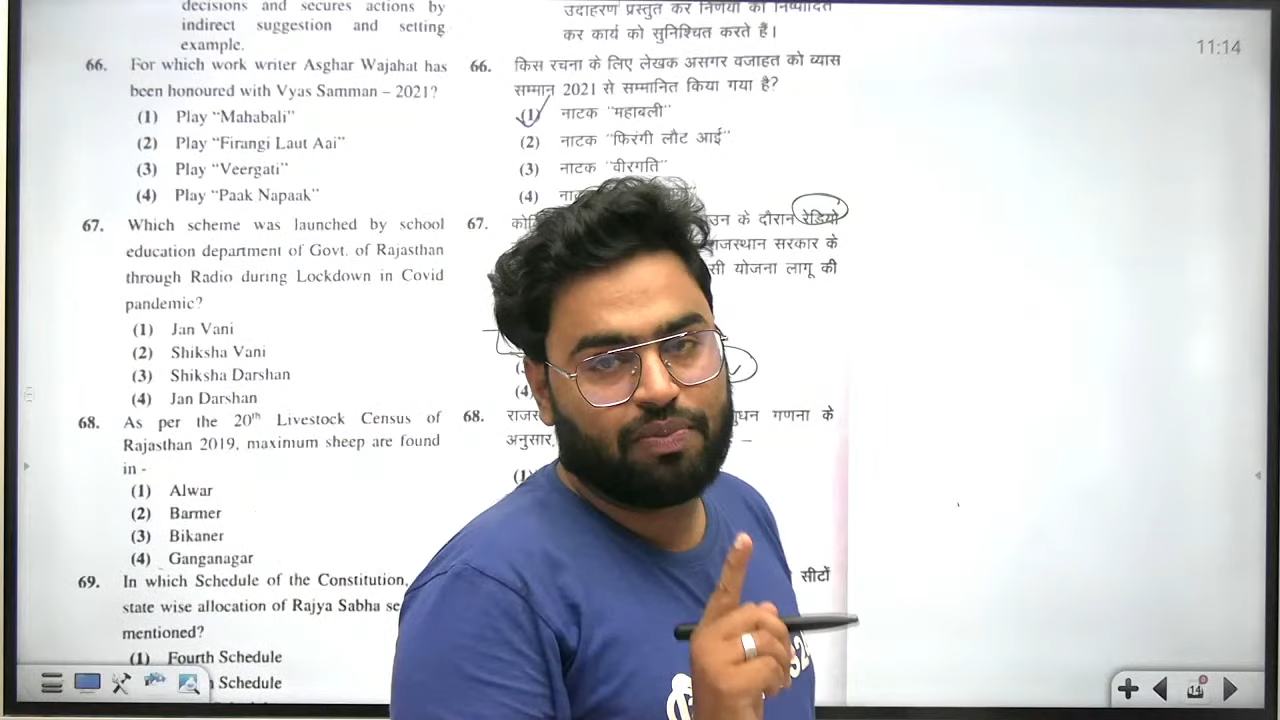 decisions and secures actions by
indirect suggestion and setting
example.
66. For which work writer Asghar Wajahat has
been honoured with Vyas Samman – 2021?
(1) Play “Mahabali”
(2) Play “Firangi Laut Aai”
(3) Play “Veergati”
(4) Play “Paak Napaak”
67. Which scheme was launched by school
education department of Govt. of Rajasthan
through Radio during Lockdown in Covid
pandemic?
(1) Jan Vani
(2) Shiksha Vani
(3) Shiksha Darshan
(4) Jan Darshan
68. As per the 20th Livestock Census of
Rajasthan 2019, maximum sheep are found
in -
(1) Alwar
(2) Barmer
(3) Bikaner
(4) Ganganagar
69. In which Schedule of the Constitution,
state wise allocation of Rajya Sabha
mentioned?
(1) Fourth Schedule
Schedule
उदाहरण प्रस्तुत कर निर्णयों को निष्पादित
कर कार्य को सुनिश्चित करते हैं।
66. किस रचना के लिए लेखक असगर वजाहत को व्यास
सम्मान 2021 से सम्मानित किया गया है?
(1) नाटक “महाबली”
(2) नाटक “फिरंगी लौट आई”
(3) नाटक “वीरगति”
(4)
67. के दौरान रेडियो
राजस्थान सरकार के
योजना लागू की
(4)
68. गणना के
अनुसार, –
(1)
सीटों
11:14
14